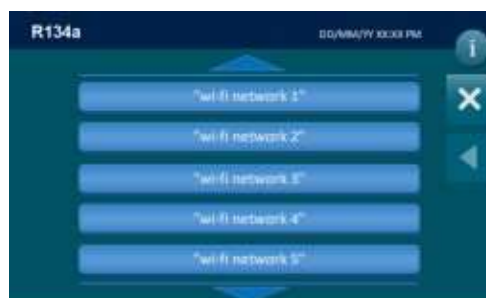 R134a
DD/MM/YY XX:XX PM
i
"wi-fi network 1"
"wi-fi network 2"
"wi-fi network 3"
"wi-fi network 4"
"wi-fi network 5"